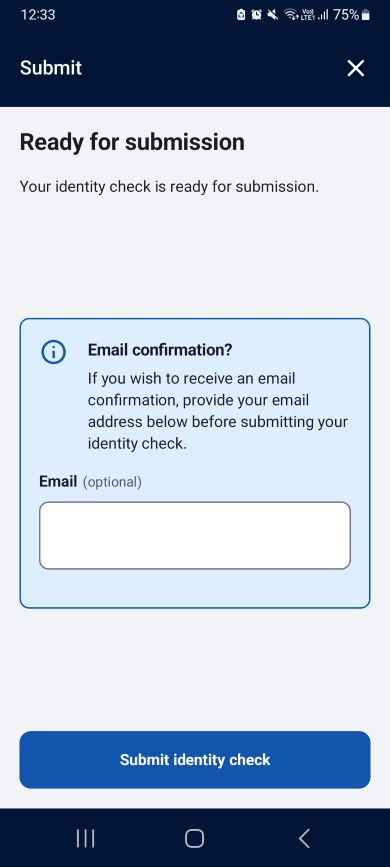 12:33
Vo) LTE1 75%
Submit
Ready for submission
Your identity check is ready for submission.
Email confirmation?
If you wish to receive an email
confirmation, provide your email
address below before submitting your
identity check.
Email (optional)
Submit identity check